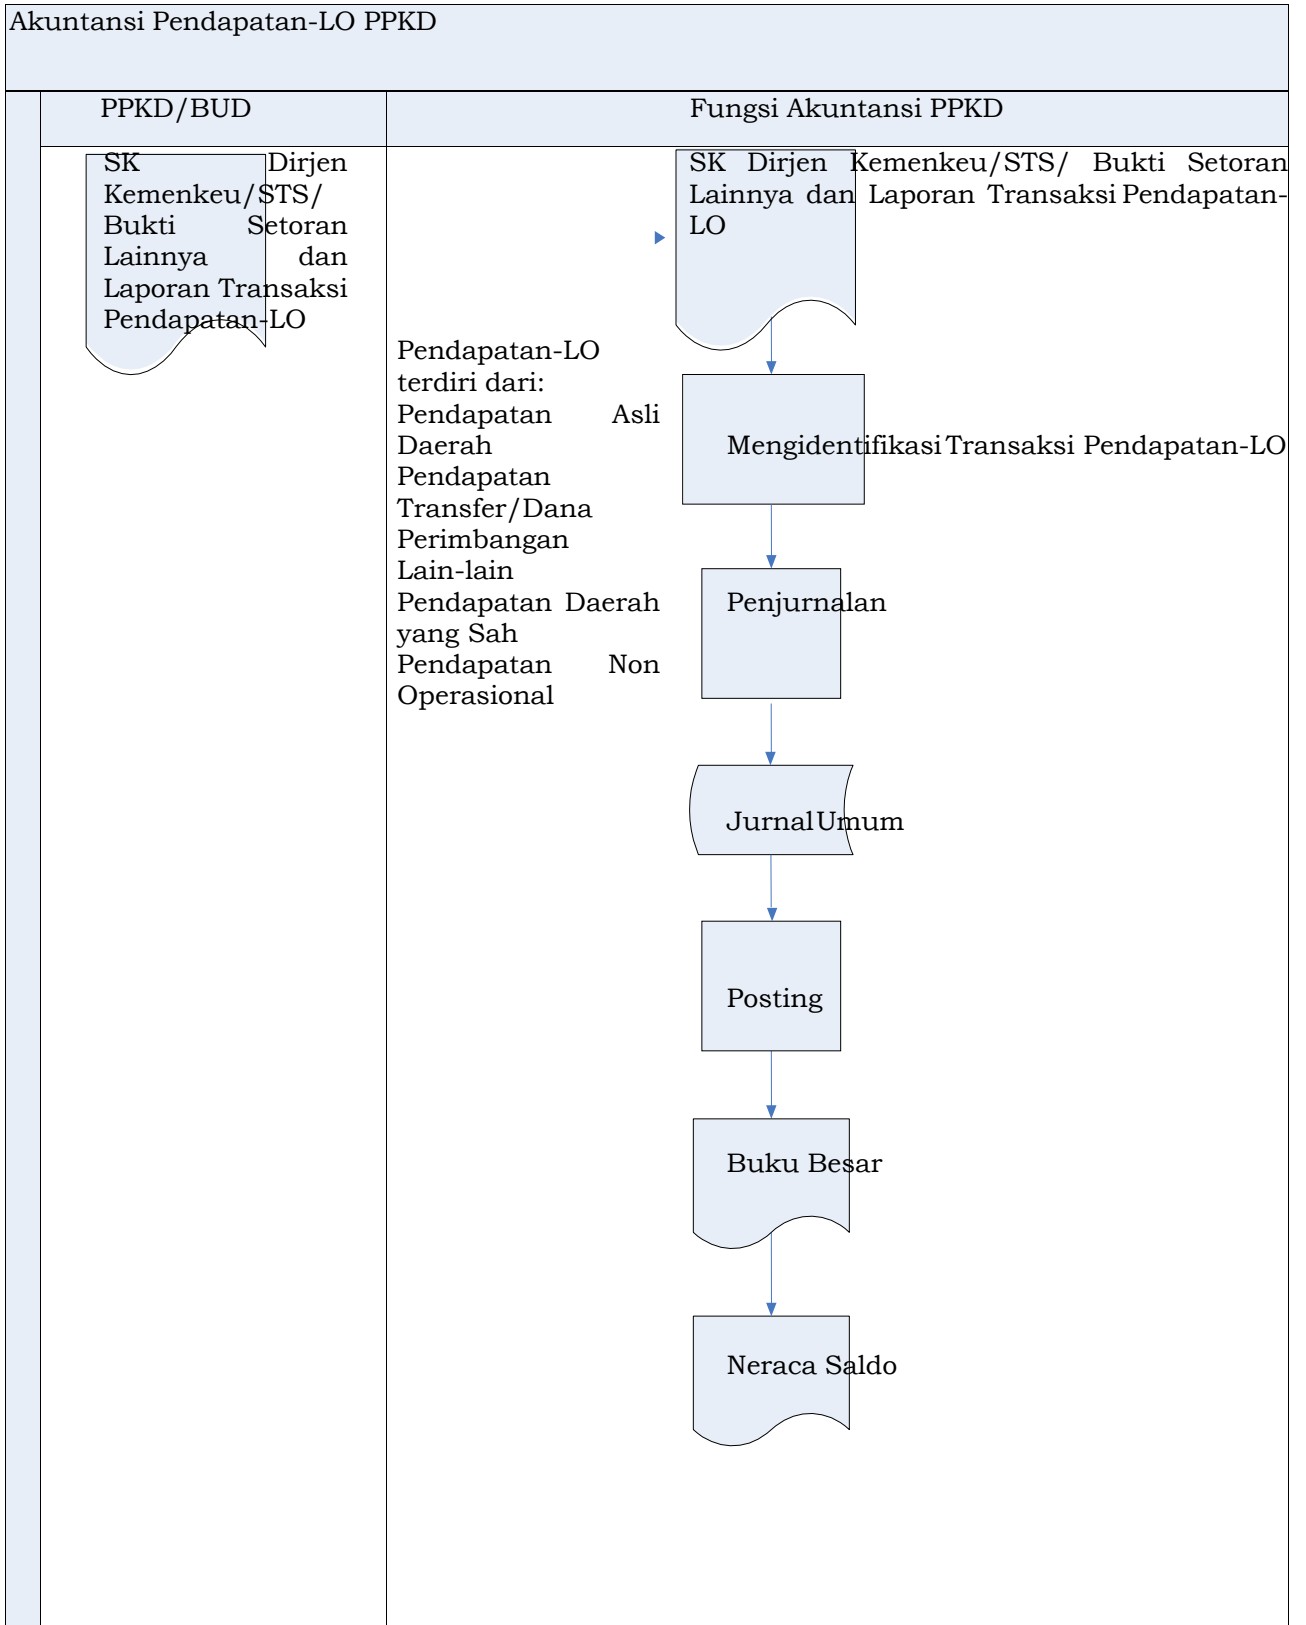 Akuntansi Pendapatan-LO PPKD
PPKD/BUD
Fungsi Akuntansi PPKD
SK Dirjen
Kemenkeu/STS/
Bukti Setoran
Lainnya dan
Laporan Transaksi
Pendapatan-LO
SK Dirjen Kemenkeu/STS/ Bukti Setoran
Lainnya dan Laporan Transaksi Pendapatan-
LO
Pendapatan-LO
terdiri dari:
Pendapatan Asli
Daerah
Pendapatan
Transfer/Dana
Perimbangan
Lain-lain
Pendapatan Daerah
yang Sah
Pendapatan Non
Operasional
Mengidentifikasi Transaksi Pendapatan-LO
Penjurnalan
Jurnal Umum
Posting
Buku Besar
Neraca Saldo